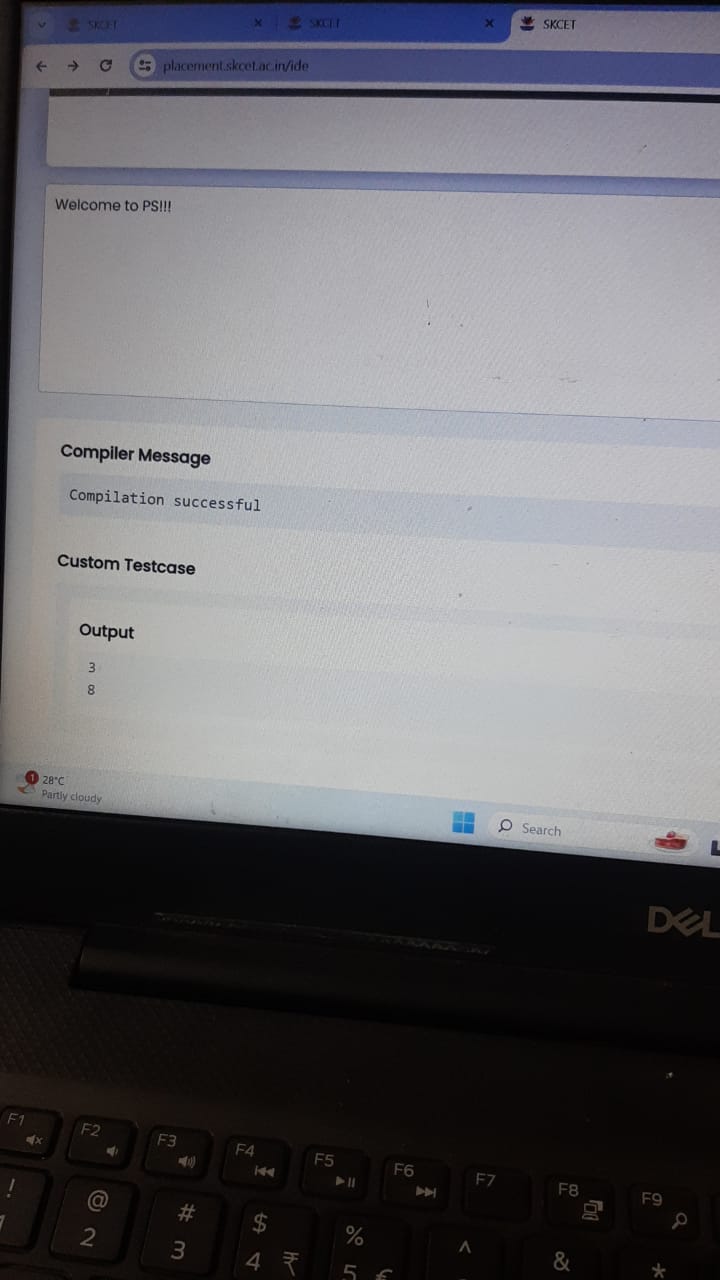 SKCET
SKCET
SKCET
placement.skcet.ac.in/ide
Welcome to PS!!!
Compiler Message
Compilation successful
Custom Testcase
Output
3
8
1
28°C
Partly cloudy
Search
DELL
F1
F2
F3
F4
F5
F6
F7
F8
F9
!
@
2
#
3
$
4 ₹
%
5 €
^
&
*